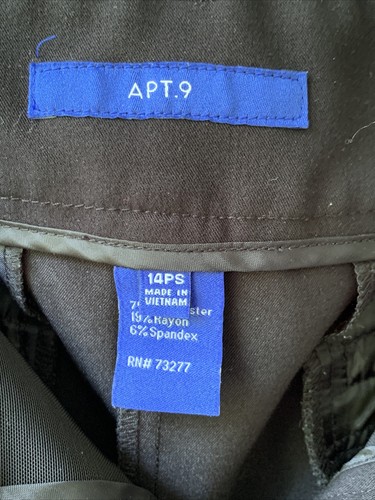 APT.9
14PS
MADE IN
VIETNAM
19% Rayon
6% Spandex
RN# 73277